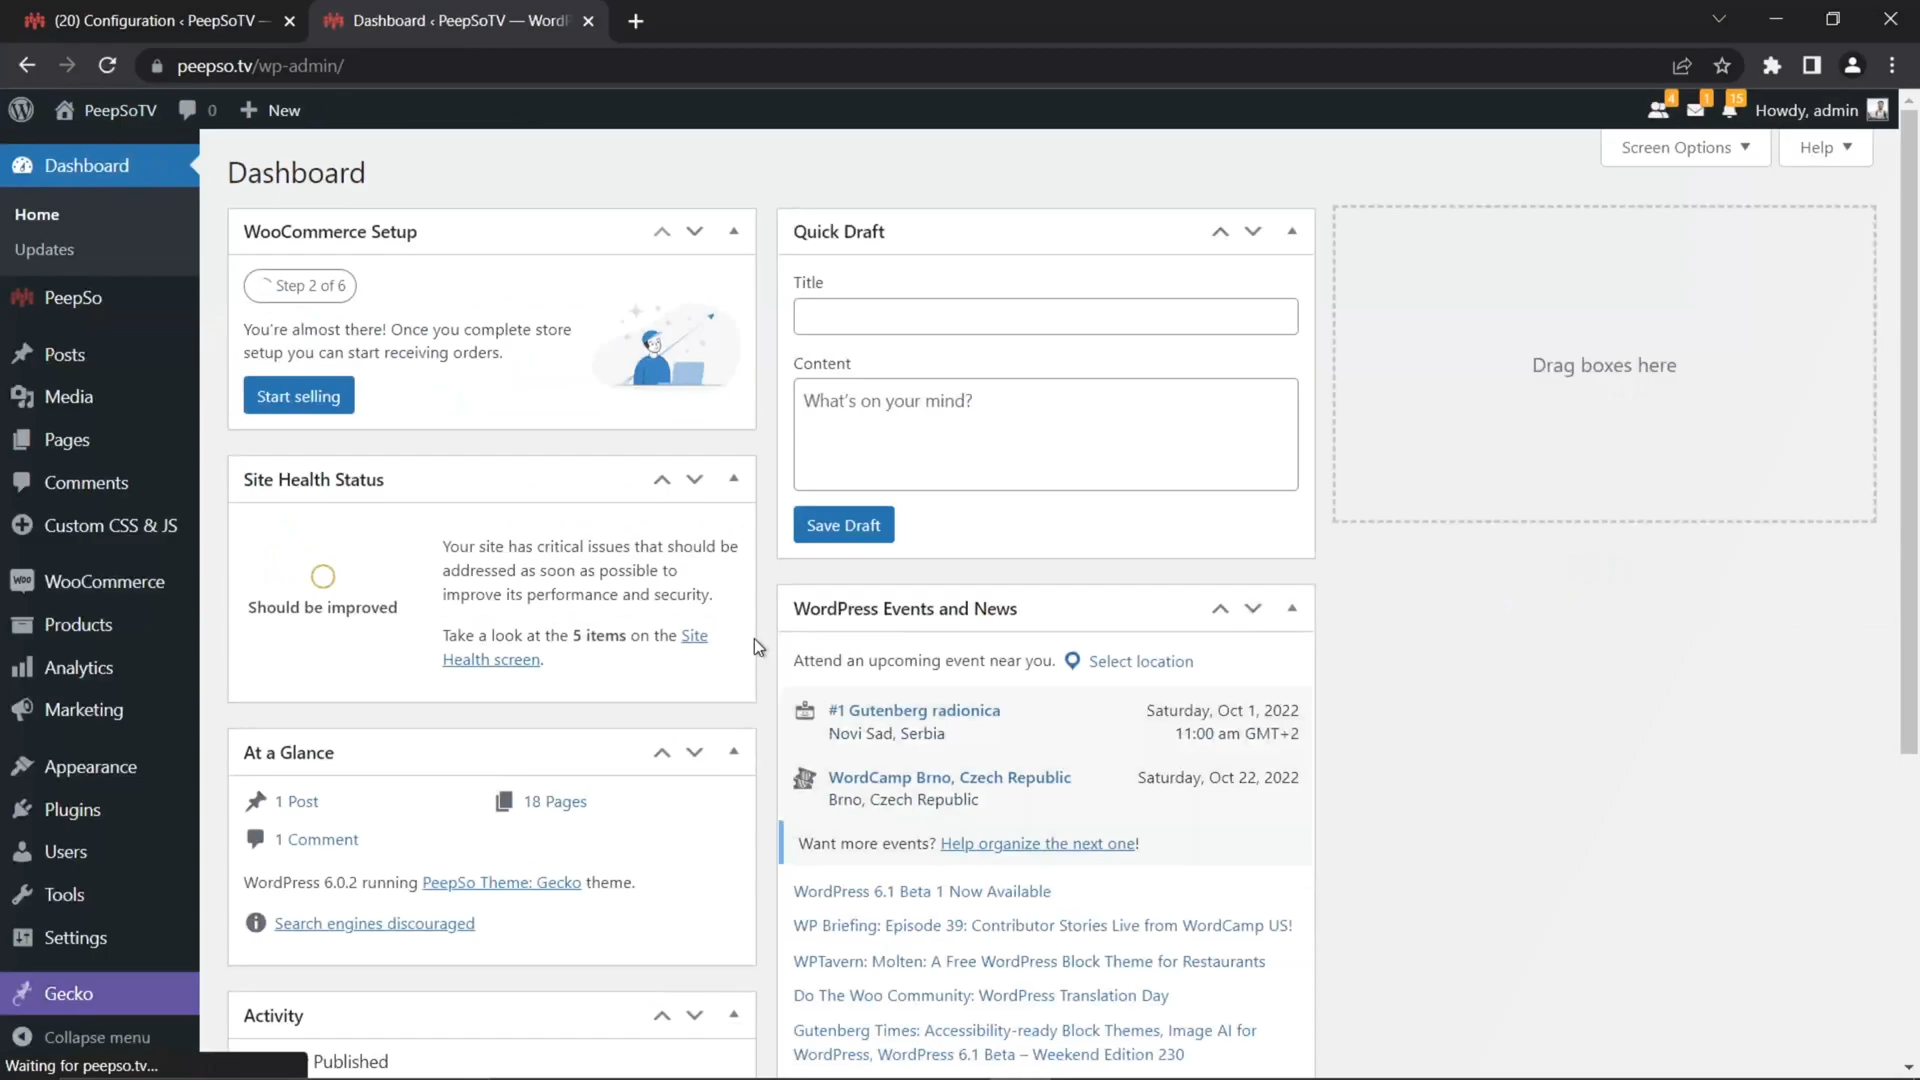 (20) Configuration ‹ PeepSoTV —
Dashboard ‹ PeepSoTV — WordP
peepso.tv/wp-admin/
PeepSoTV
0
New
4
1
15
Howdy, admin
Screen Options
Help
Dashboard
Home
Updates
PeepSo
Posts
Media
Pages
Comments
Custom CSS & JS
WOO
WooCommerce
Products
Analytics
Marketing
Appearance
Plugins
Users
Tools
Settings
Gecko
Collapse menu
Waiting for peepso.tv...
Dashboard
WooCommerce Setup
Step 2 of 6
You're almost there! Once you complete store
setup you can start receiving orders.
Start selling
Site Health Status
Should be improved
Your site has critical issues that should be
addressed as soon as possible to
improve its performance and security.
Take a look at the 5 items on the Site
Health screen.
At a Glance
1 Post
18 Pages
1 Comment
WordPress 6.0.2 running PeepSo Theme: Gecko theme.
Search engines discouraged
Activity
Published
Quick Draft
Title
Content
What's on your mind?
Save Draft
WordPress Events and News
Attend an upcoming event near you.
Select location
#1 Gutenberg radionica
Novi Sad, Serbia
Saturday, Oct 1, 2022
11:00 am GMT+2
WordCamp Brno, Czech Republic
Brno, Czech Republic
Saturday, Oct 22, 2022
Want more events? Help organize the next one!
WordPress 6.1 Beta 1 Now Available
WP Briefing: Episode 39: Contributor Stories Live from WordCamp US!
WPTavern: Molten: A Free WordPress Block Theme for Restaurants
Do The Woo Community: WordPress Translation Day
Gutenberg Times: Accessibility-ready Block Themes, Image AI for
WordPress, WordPress 6.1 Beta – Weekend Edition 230
Drag boxes here